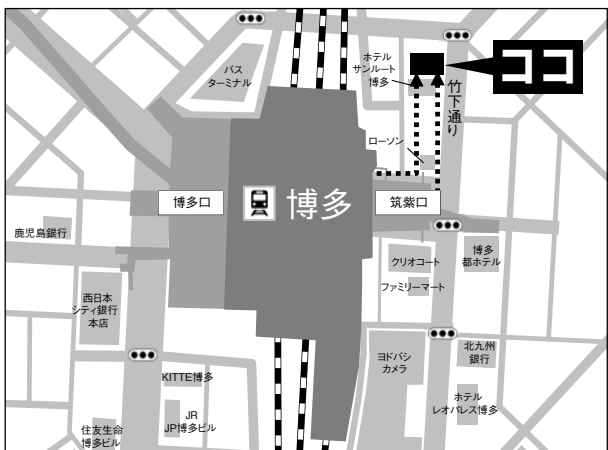 バス
ターミナル
ホテル
サンルート
博多
ココ
竹下通り
ローソン
博多口
博多
筑紫口
鹿児島銀行
クリオコート
博多
都ホテル
ファミリーマート
西日本
シティ銀行
本店
ヨドバシ
カメラ
北九州
銀行
KITTE博多
ホテル
レオパレス博多
JR
JP博多ビル
住友生命
博多ビル